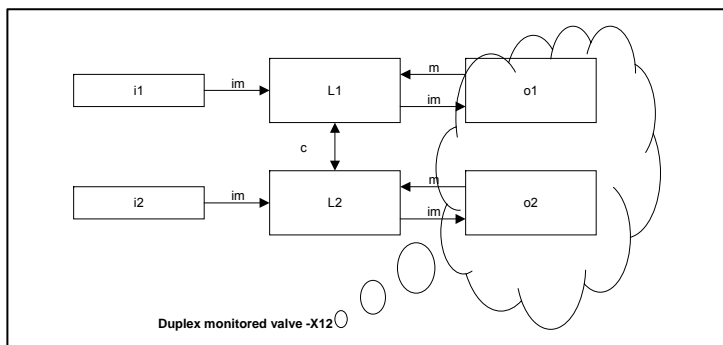 i1
im
L1
m
im
o1
c
i2
im
L2
m
im
o2
Duplex monitored valve -X12